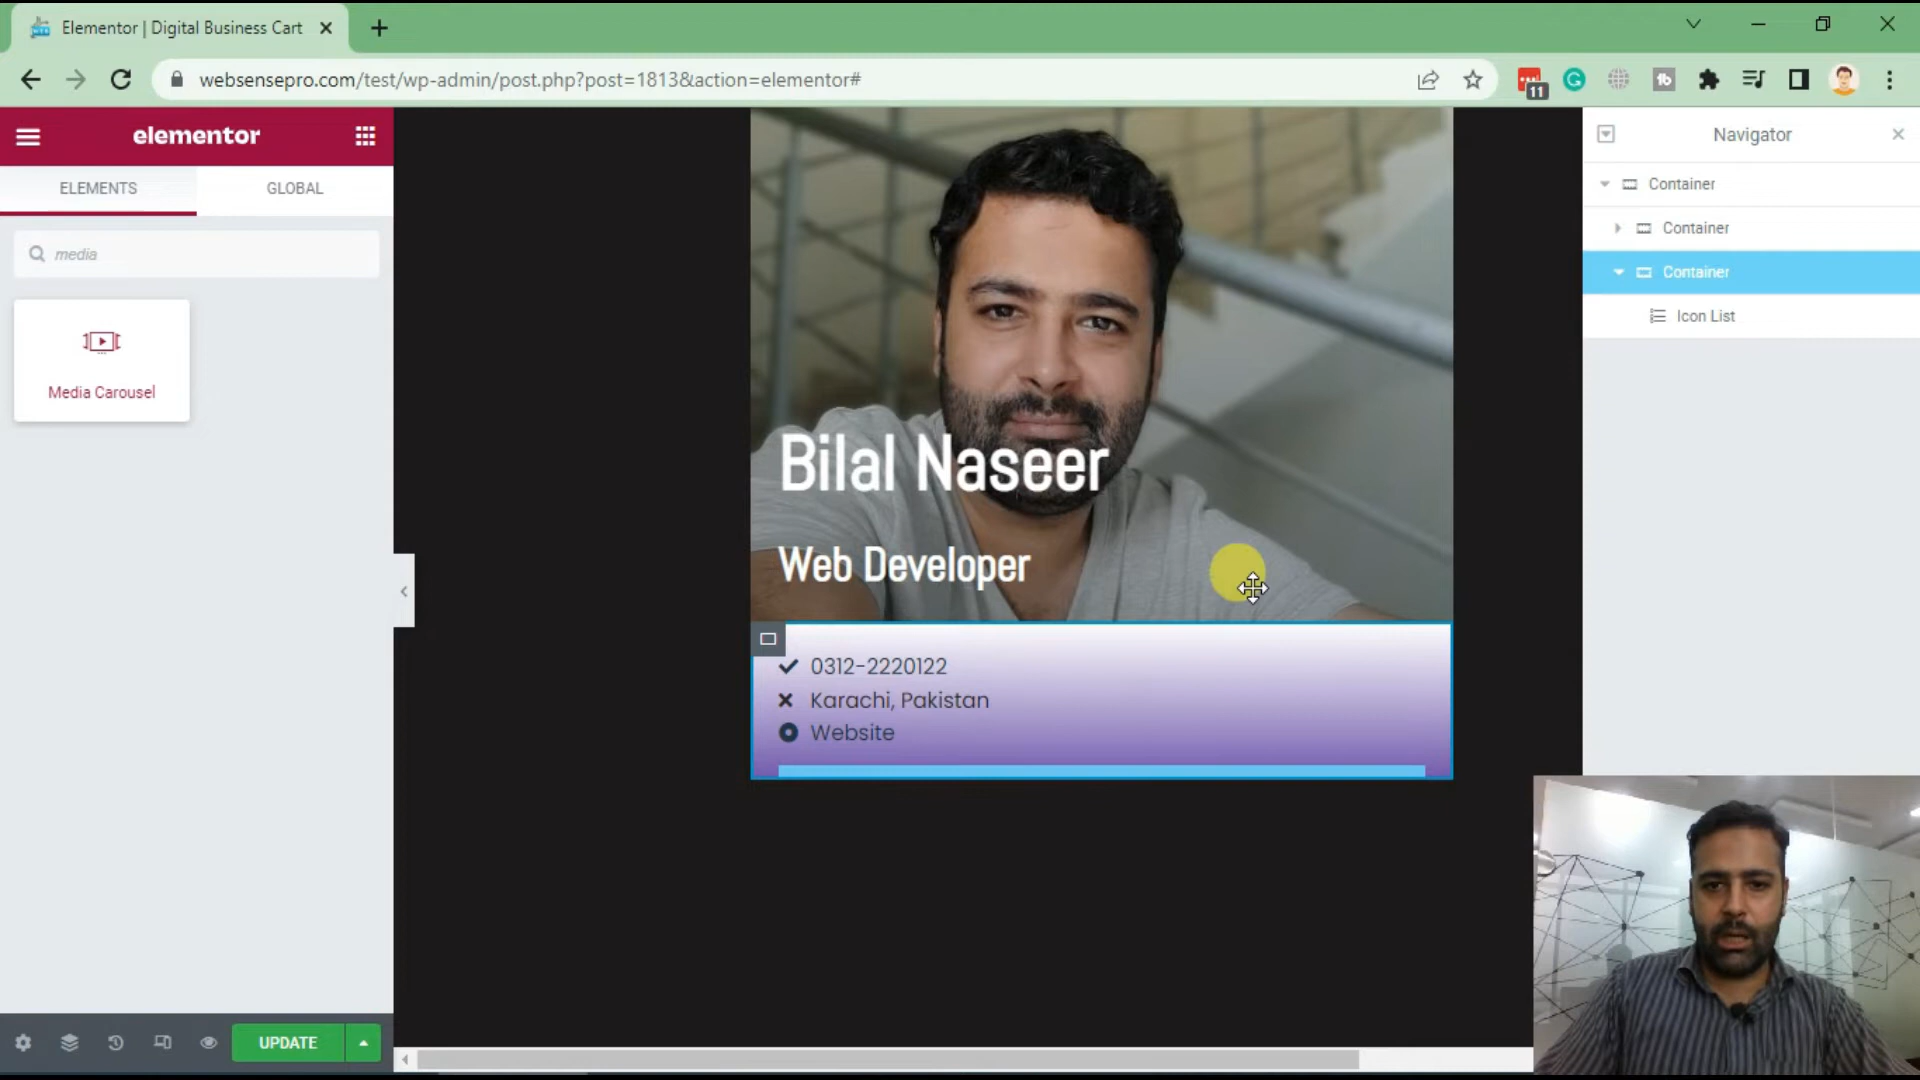 Elementor | Digital Business Cart
websensepro.com/test/wp-admin/post.php?post=1813&action=elementor#
11
elementor
ELEMENTS
GLOBAL
media
Media Carousel
UPDATE
Bilal Naseer
Web Developer
0312-2220122
Karachi, Pakistan
Website
Navigator
Container
Container
Container
Icon List